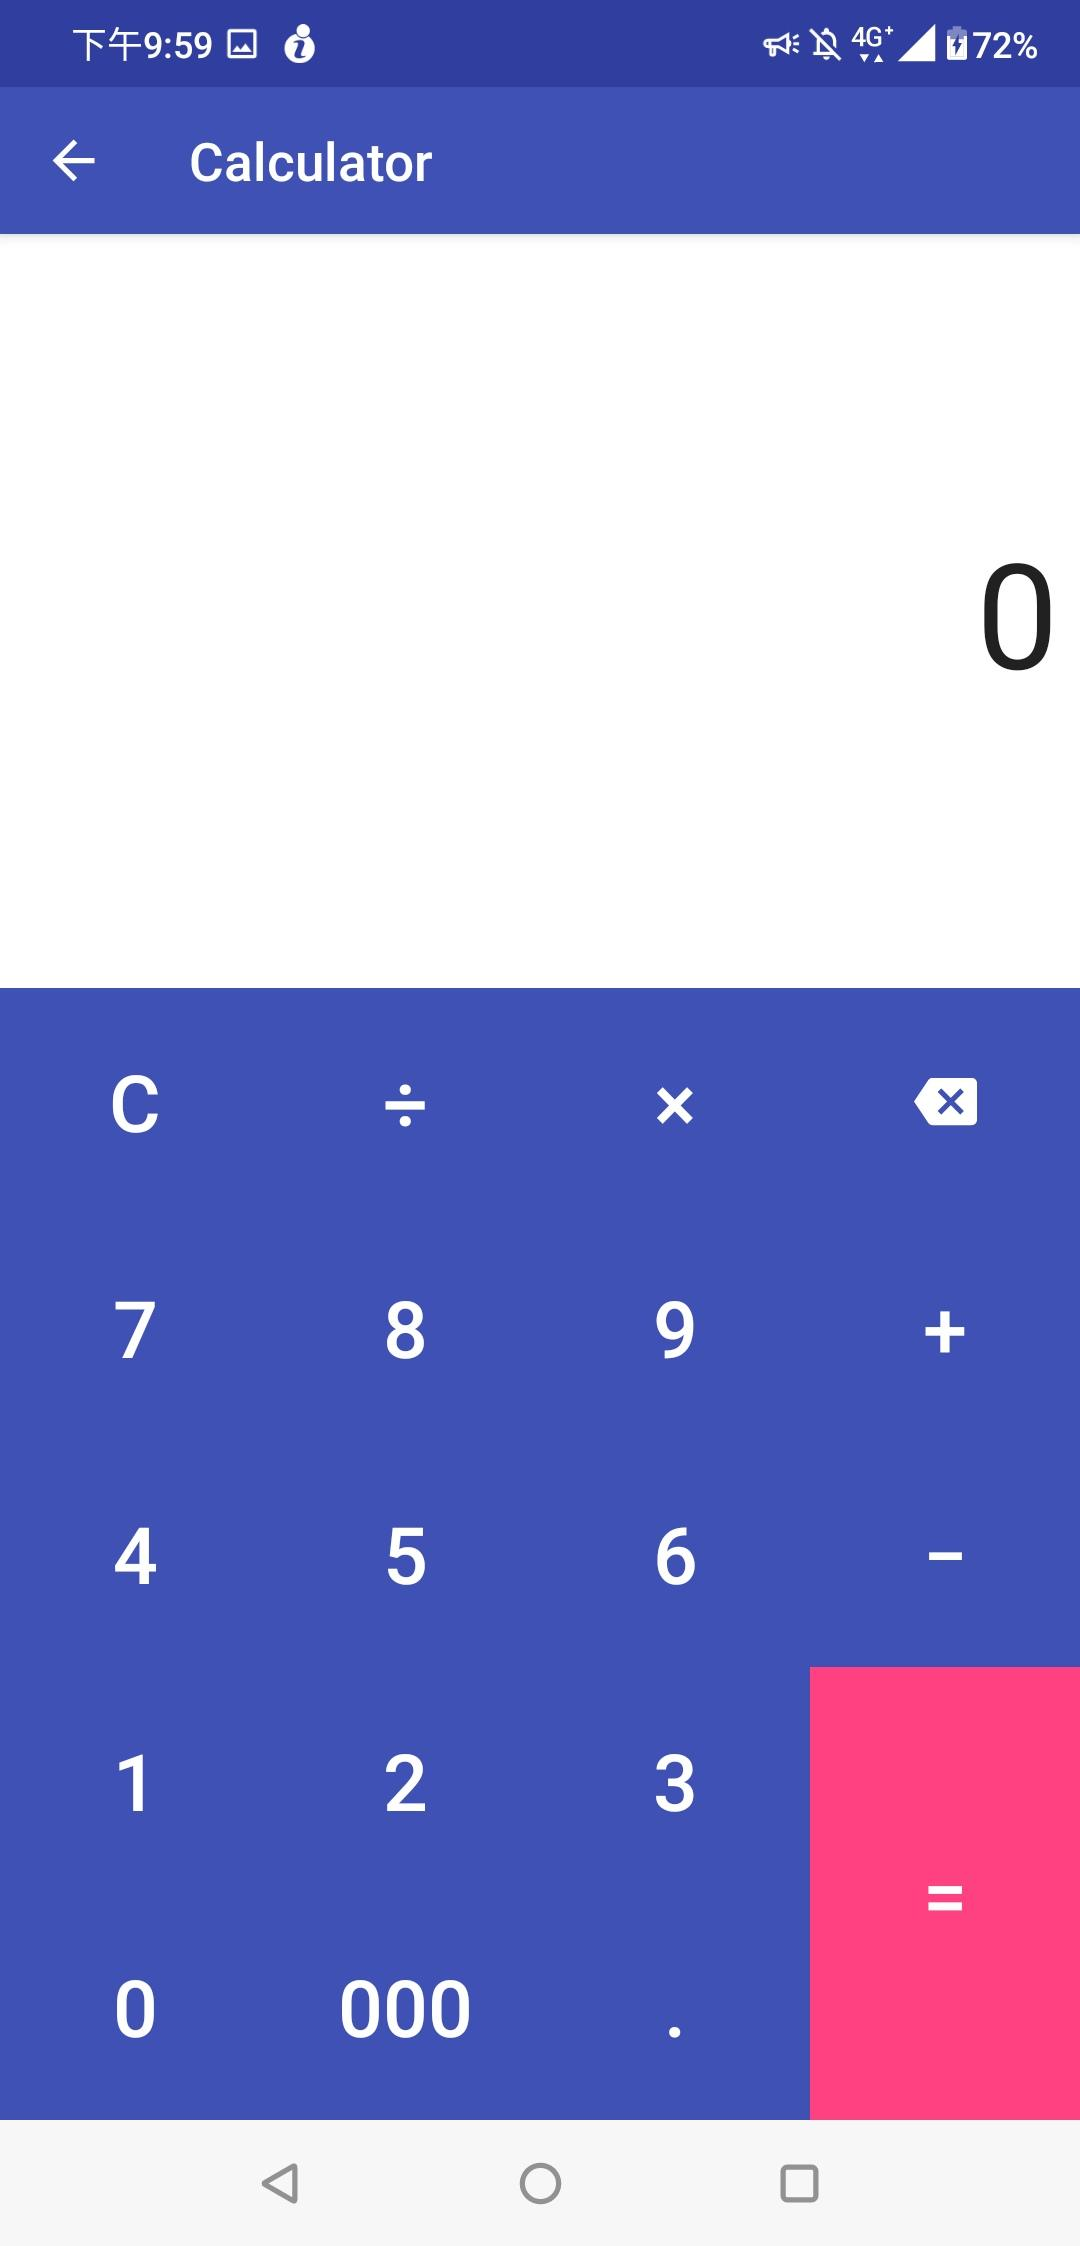 下午9:59 4G+ 72%
Calculator
0
C ÷ ×
7 8 9 +
4 5 6 −
1 2 3
=
0 000 .